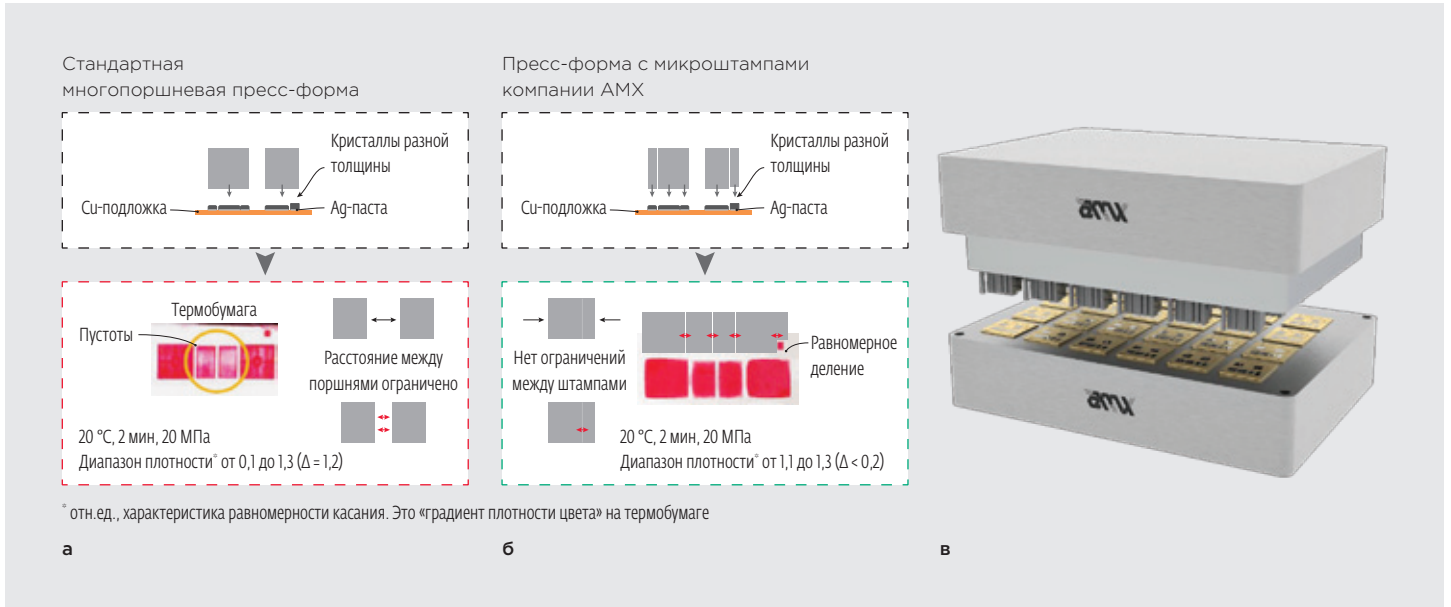 Стандартная
многопоршневая пресс-форма
Кристаллы разной
толщины
Cu-подложка
Ag-паста
Термобумага
Пустоты
Расстояние между
поршнями ограничено
20 °C, 2 мин, 20 МПа
Диапазон плотности* от 0,1 до 1,3 (Δ = 1,2)
Пресс-форма с микроштампами
компании AMX
Кристаллы разной
толщины
Cu-подложка
Ag-паста
Нет ограничений
между штампами
Равномерное
деление
20 °C, 2 мин, 20 МПа
Диапазон плотности* от 1,1 до 1,3 (Δ < 0,2)
amx
amx
* отн.ед., характеристика равномерности касания. Это «градиент плотности цвета» на термобумаге
а
б
в